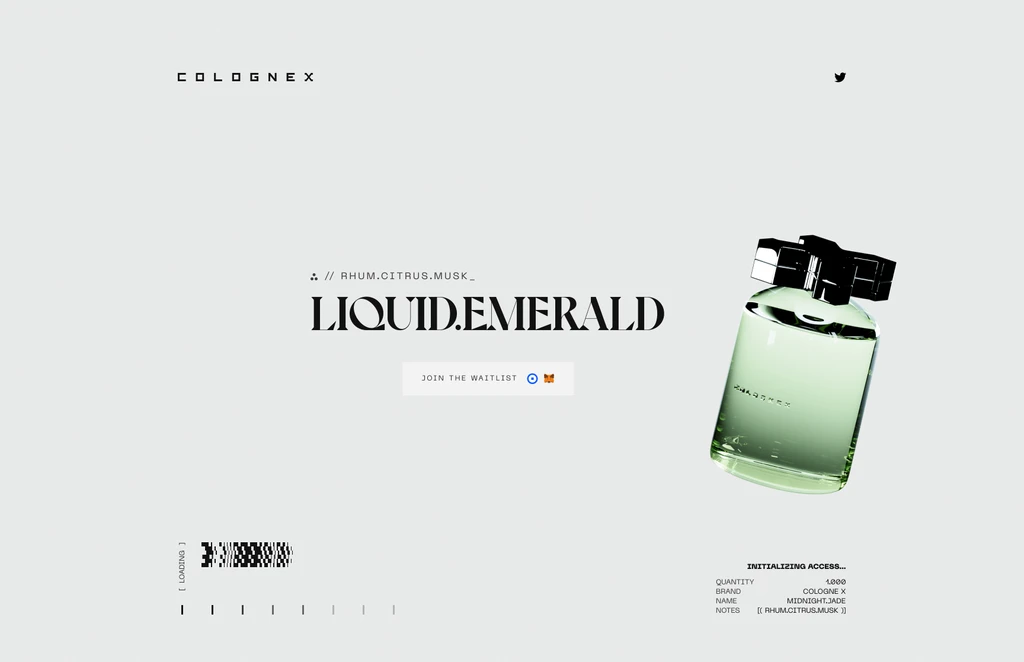 COLOGNEX
// RHUM.CITRUS.MUSK_
LIQUID.EMERALD
JOIN THE WAITLIST
COLOGNEX
[ LOADING ]
INITIALIZING ACCESS...
QUANTITY 1.000
BRAND COLOGNE X
NAME MIDNIGHT.JADE
NOTES [( RHUM.CITRUS.MUSK )]